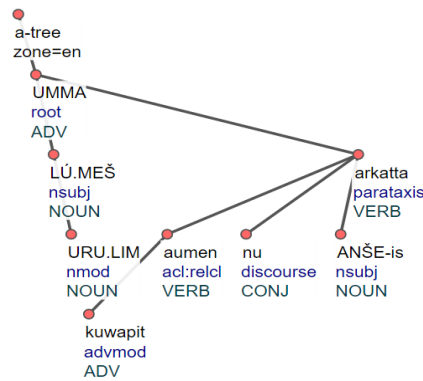 a-tree
zone=en
UMMA
root
ADV
LÚ.MEŠ
nsubj
NOUN
arkatta
parataxis
VERB
URU.LIM
nmod
NOUN
aumen
acl:relcl
VERB
nu
discourse
CONJ
ANŠE-is
nsubj
NOUN
kuwapit
advmod
ADV